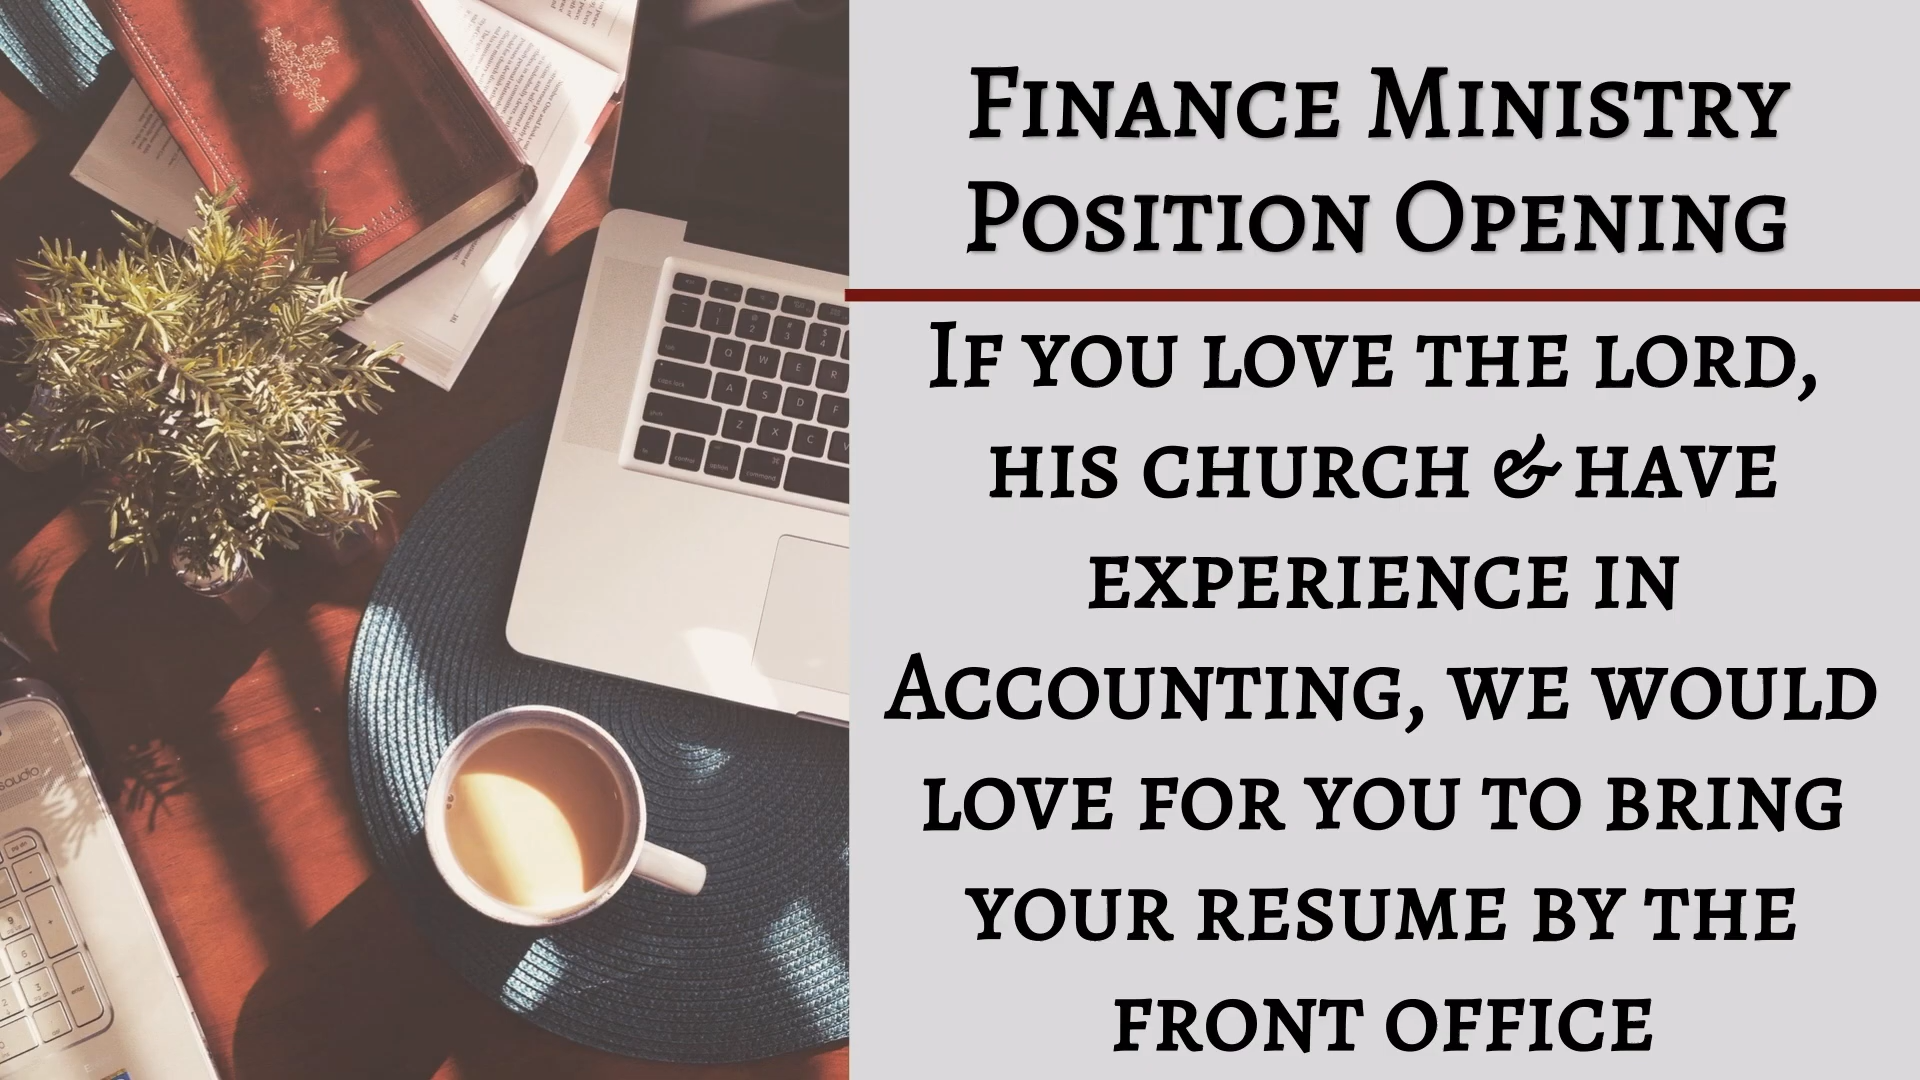 Finance Ministry
Position Opening
If you love the lord,
his church & have
experience in
Accounting, we would
love for you to bring
your resume by the
front office